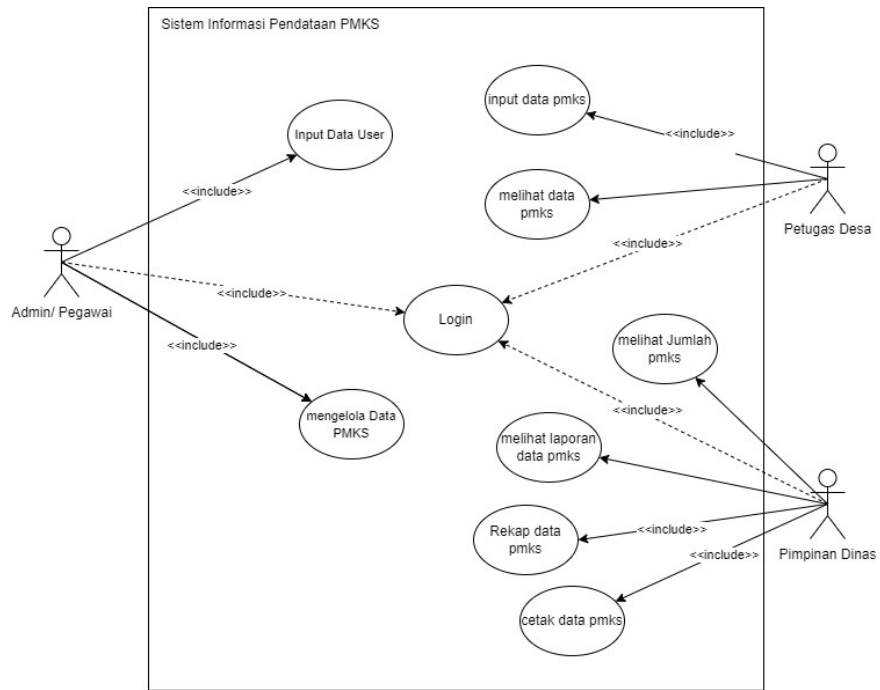 Sistem Informasi Pendataan PMKS
input data pmks
Input Data User
<<include>>
<<include>>
melihat data
pmks
Petugas Desa
<<include>>
Admin/ Pegawai
<<include>>
Login
<<include>>
melihat Jumlah
pmks
<<include>>
mengelola Data
PMKS
<<include>>
melihat laporan
data pmks
Rekap data
pmks
<<include>>
<<include>>
Pimpinan Dinas
cetak data pmks